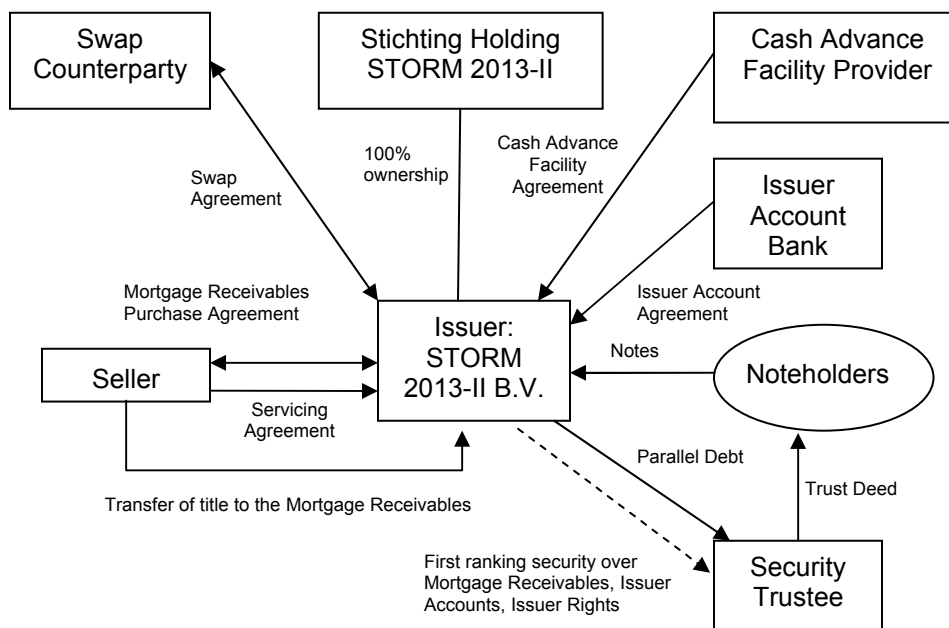 Swap
Counterparty
Stichting Holding
STORM 2013-II
Cash Advance
Facility Provider
100%
ownership
Cash Advance
Facility
Agreement
Swap
Agreement
Issuer
Account
Bank
Mortgage Receivables
Purchase Agreement
Issuer Account
Agreement
Issuer:
STORM
2013-II B.V.
Notes
Noteholders
Seller
Servicing
Agreement
Parallel Debt
Trust Deed
Transfer of title to the Mortgage Receivables
First ranking security over
Mortgage Receivables, Issuer
Accounts, Issuer Rights
Security
Trustee